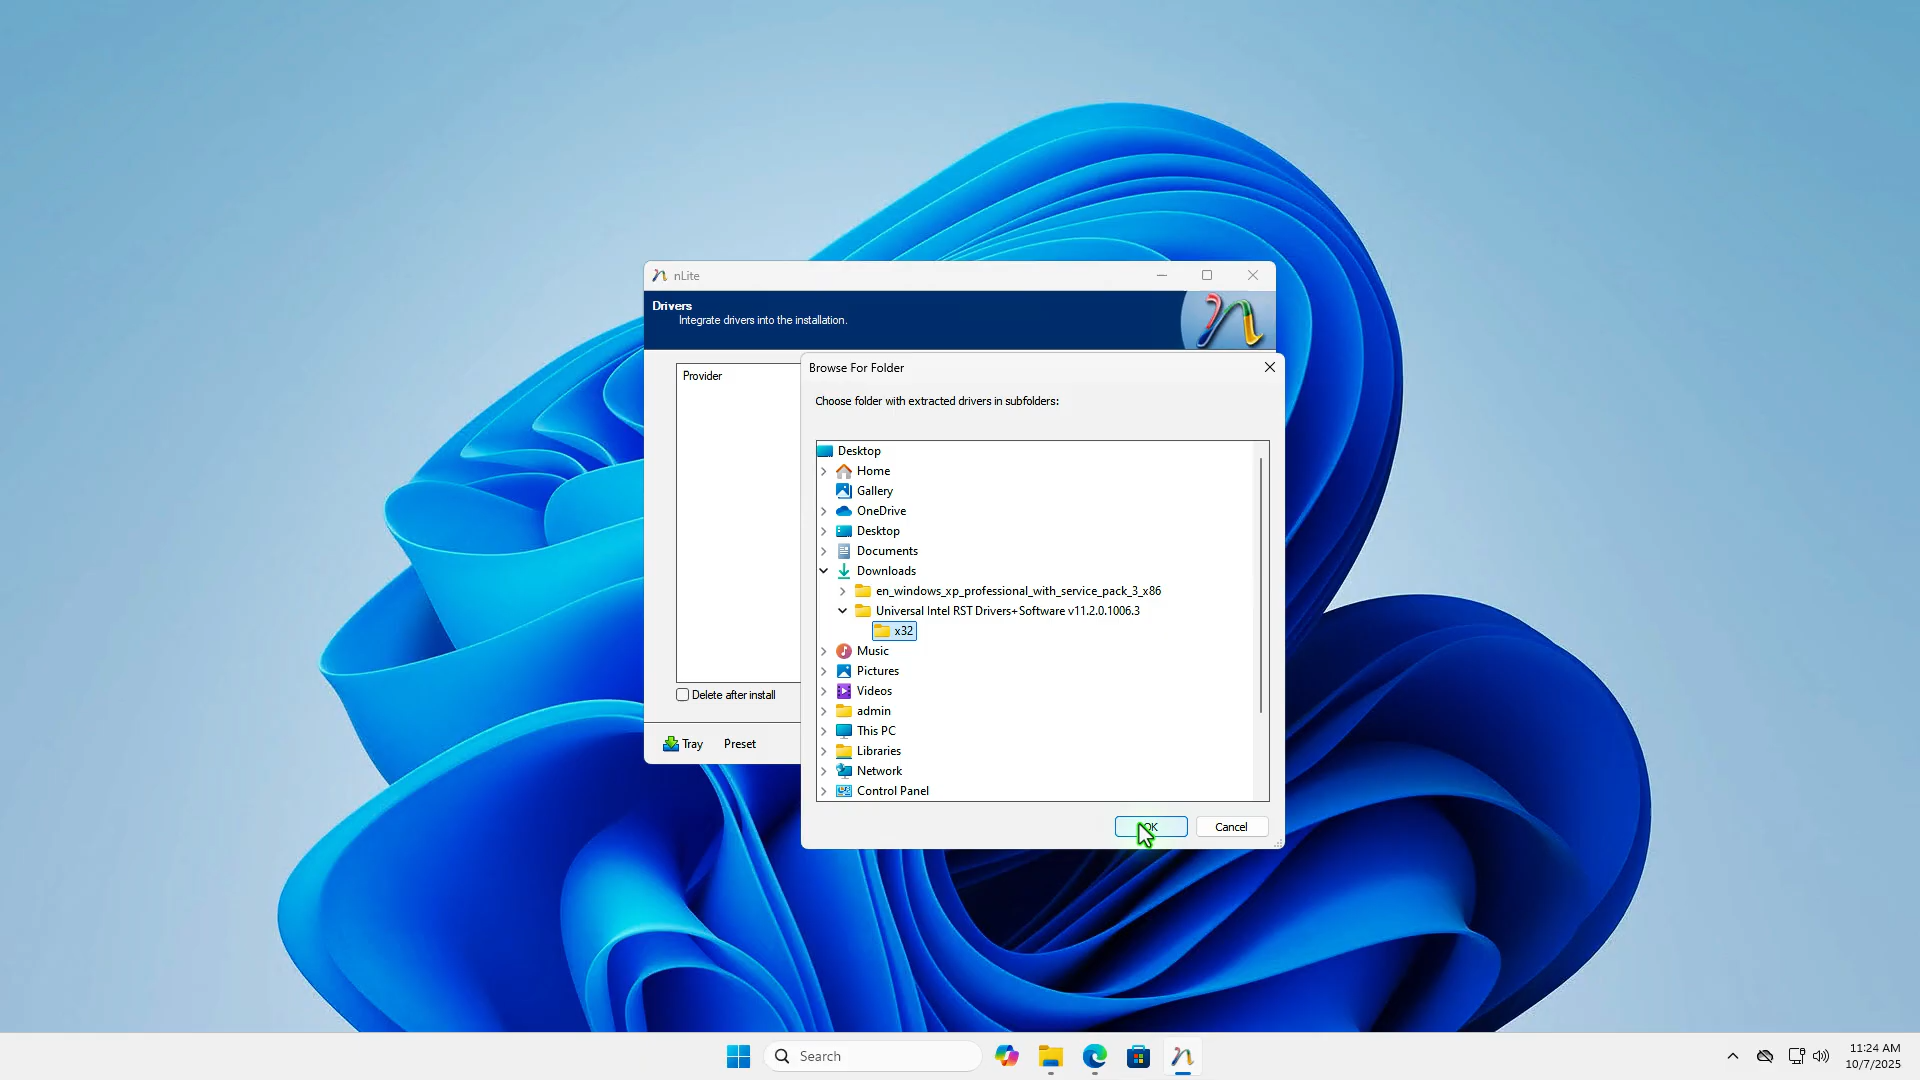 nLite
Drivers
Integrate drivers into the installation.
Provider
Browse For Folder
Choose folder with extracted drivers in subfolders:
Desktop
Home
Gallery
OneDrive
Desktop
Documents
Downloads
en_windows_xp_professional_with_service_pack_3_x86
Universal Intel RST Drivers+Software v11.2.0.1006.3
x32
Music
Pictures
Videos
admin
This PC
Libraries
Network
Control Panel
Delete after install
Tray Preset
OK Cancel
Search
11:24 AM
10/7/2025